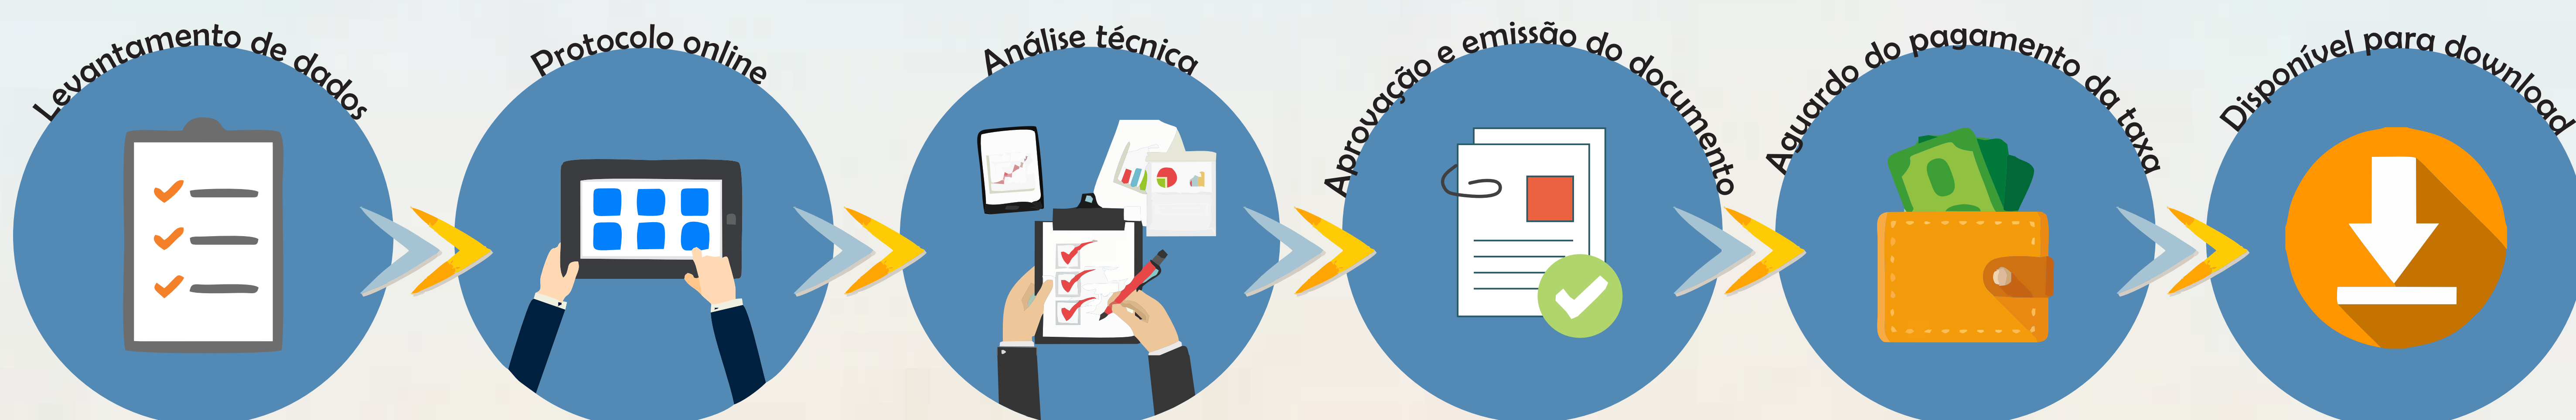 Levantamento de dados
Protocolo online
Análise técnica
Aprovação e emissão do documento
Aguardo do pagamento da taxa
Disponível para download